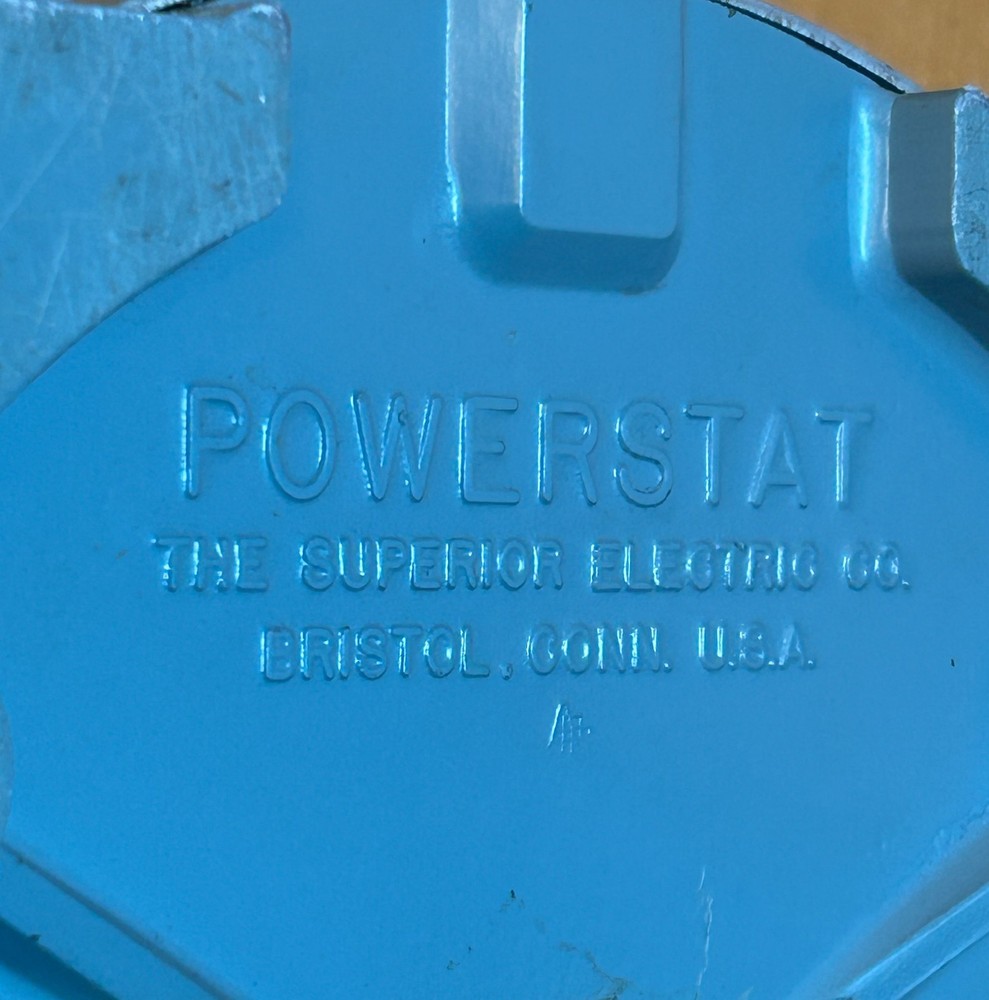 POWERSTAT
THE SUPERIOR ELECTRIC CO.
BRISTOL, CONN. U.S.A.